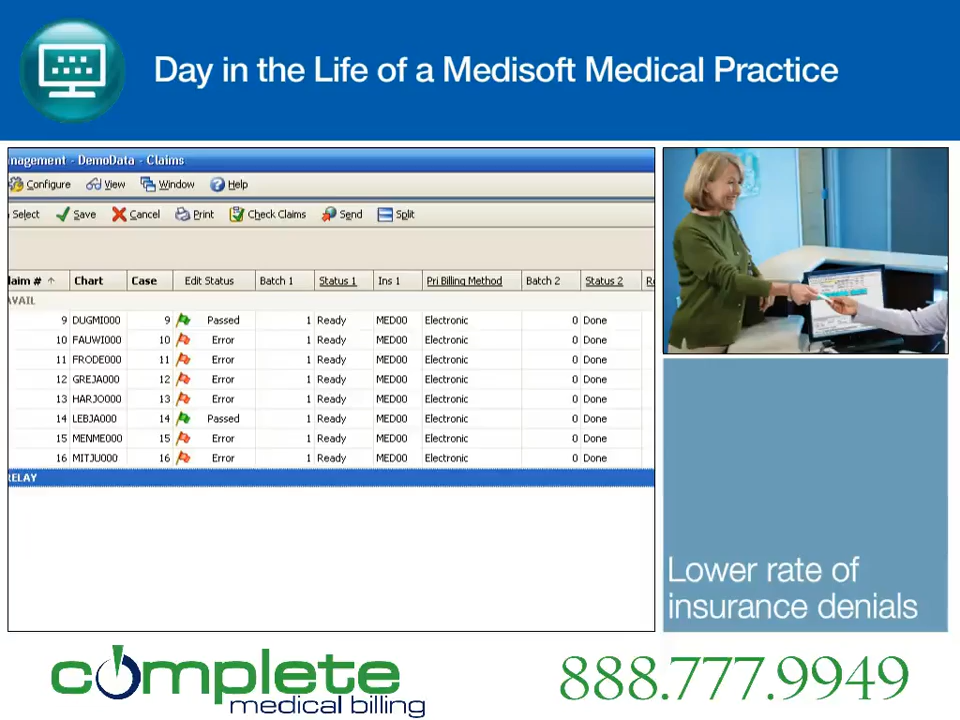 Day in the Life of a Medisoft Medical Practice
nagement - DemoData - Claims
Configure View Window Help
Select Save Cancel Print Check Claims Send Split
laim # Chart Case Edit Status Batch 1 Status 1 Ins 1 Pri Billing Method Batch 2 Status 2 Re
AVAIL
9 DUGMI000 9 Passed 1 Ready MED00 Electronic 0 Done
10 FAUWI000 10 Error 1 Ready MED00 Electronic 0 Done
11 FRODE000 11 Error 1 Ready MED00 Electronic 0 Done
12 GREJA000 12 Error 1 Ready MED00 Electronic 0 Done
13 HARJO000 13 Error 1 Ready MED00 Electronic 0 Done
14 LEBJA000 14 Passed 1 Ready MED00 Electronic 0 Done
15 MENME000 15 Error 1 Ready MED00 Electronic 0 Done
16 MITJU000 16 Error 1 Ready MED00 Electronic 0 Done
RELAY
Lower rate of
insurance denials
complete
medical billing
888.777.9949